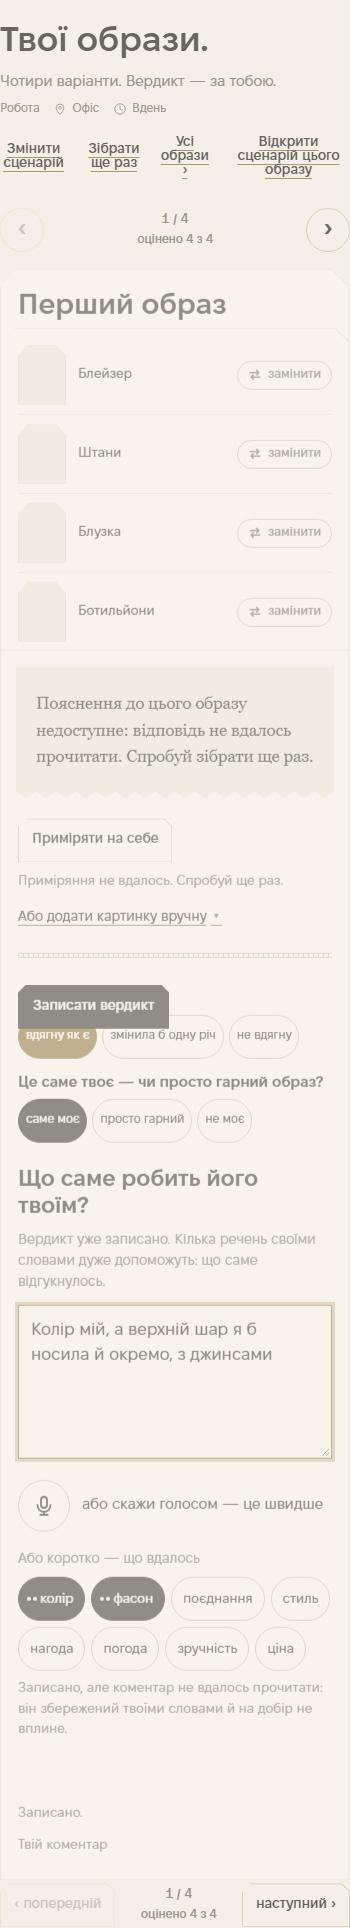 Твої образи.
Чотири варіанти. Вердикт — за тобою.
Робота Офіс Вдень
Змінити сценарій
Зібрати ще раз
Усі образи ›
Відкрити сценарій цього образу
‹
1 / 4
оцінено 4 з 4
›
Перший образ
Блейзер замінити
Штани замінити
Блузка замінити
Ботильйони замінити
Пояснення до цього образу
недоступне: відповідь не вдалось
прочитати. Спробуй зібрати ще раз.
Приміряти на себе
Приміряння не вдалось. Спробуй ще раз.
Або додати картинку вручну
Записати вердикт
вдягну як є змінила б одну річ не вдягну
Це саме твоє — чи просто гарний образ?
саме моє просто гарний не моє
Що саме робить його
твоїм?
Вердикт уже записано. Кілька речень своїми
словами дуже допоможуть: що саме
відгукнулось.
Колір мій, а верхній шар я б
носила й окремо, з джинсами
або скажи голосом — це швидше
Або коротко — що вдалось
•• колір •• фасон поєднання стиль
нагода погода зручність ціна
Записано, але коментар не вдалось прочитати:
він збережений твоїми словами й на добір не
вплине.
Записано.
Твій коментар
‹ попередній
1 / 4
оцінено 4 з 4
наступний ›